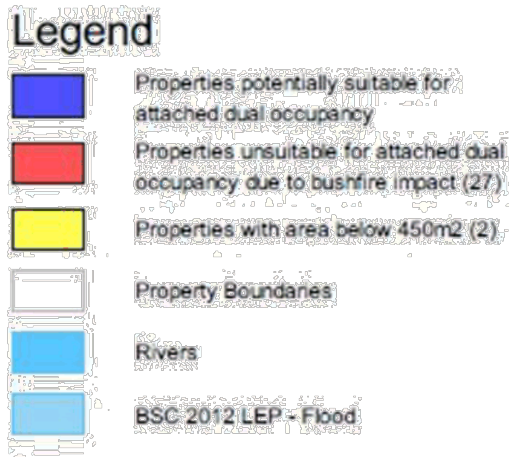 Legend
Properties potentially suitable for
attached dual occupancy
Properties unsuitable for attached dual
occupancy due to bushfire impact (27)
Properties with area below 450m2 (2)
Property Boundaries
Rivers
BSC 2012 LEP - Flood